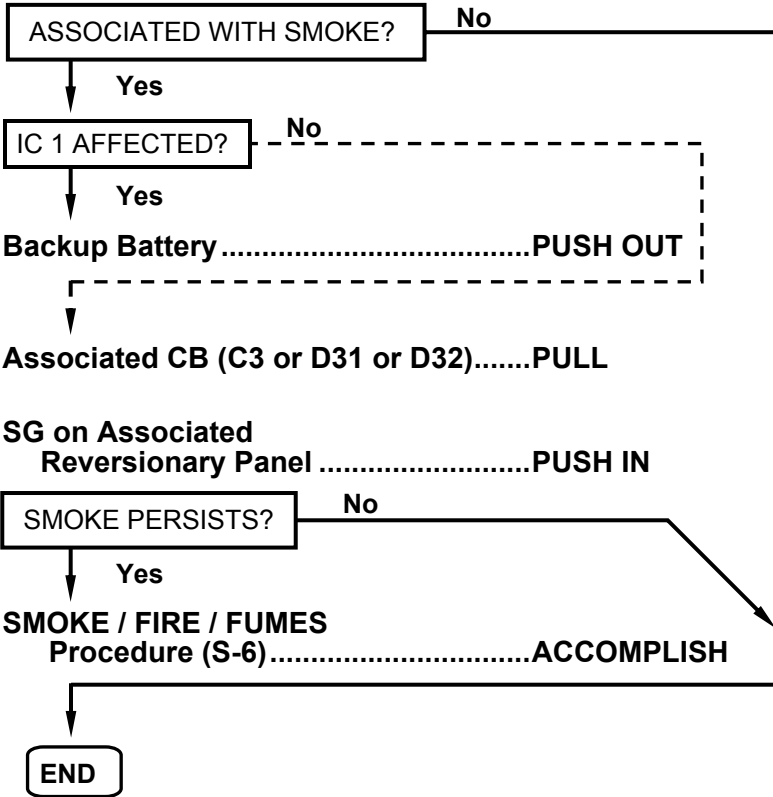 ASSOCIATED WITH SMOKE?
No
Yes
IC 1 AFFECTED?
No
Yes
Backup Battery....................................PUSH OUT
Associated CB (C3 or D31 or D32).......PULL
SG on Associated
Reversionary Panel.........................PUSH IN
SMOKE PERSISTS?
No
Yes
SMOKE / FIRE / FUMES
Procedure (S-6)...............................ACCOMPLISH
END